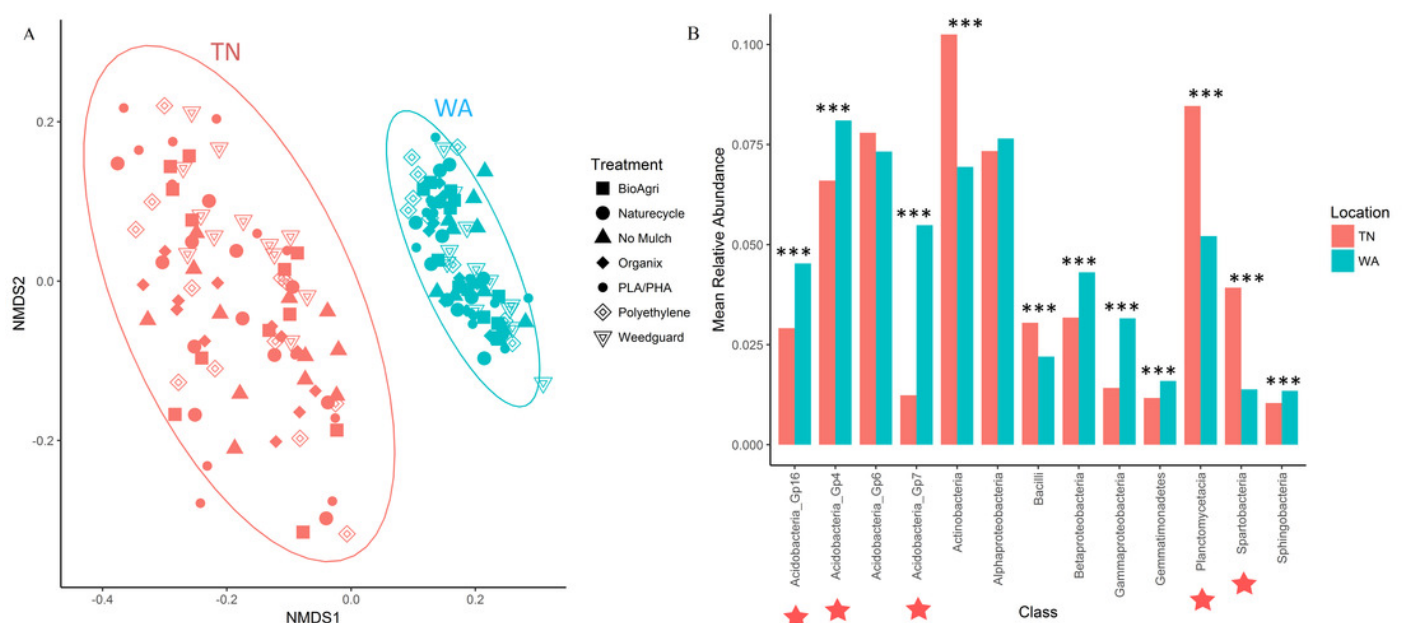 A
TN
WA
0.2
0.0
-0.2
NMDS2
-0.4
-0.2
0.0
0.2
NMDS1
Treatment
BioAgri
Naturecycle
No Mulch
Organix
PLA/PHA
Polyethylene
Weedguard
B
0.100
0.075
0.050
0.025
0.000
Mean Relative Abundance
***
***
***
***
***
***
***
***
***
***
***
Acidobacteria_Gp16
Acidobacteria_Gp4
Acidobacteria_Gp6
Acidobacteria_Gp7
Actinobacteria
Alphaproteobacteria
Bacilli
Betaproteobacteria
Gammaproteobacteria
Gemmatimonadetes
Planctomycetacia
Spartobacteria
Sphingobacteria
Class
Location
TN
WA